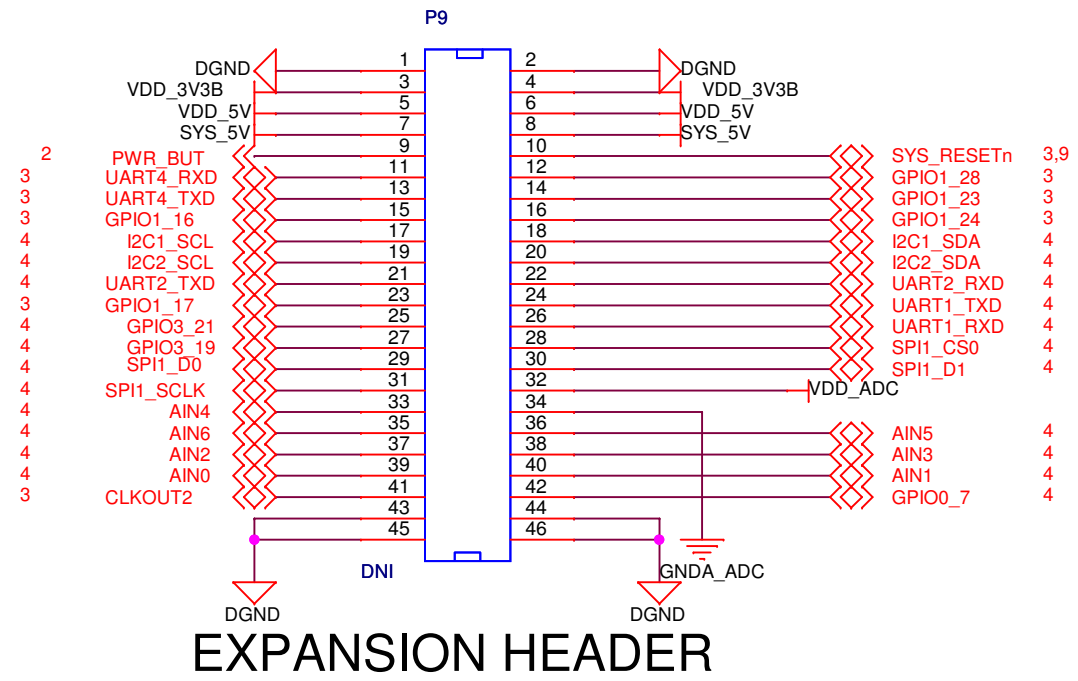 P9
DGND 1 2 DGND
VDD_3V3B 3 4 VDD_3V3B
VDD_5V 5 6 VDD_5V
SYS_5V 7 8 SYS_5V
2 PWR_BUT 9 10 SYS_RESETn 3,9
3 UART4_RXD 11 12 GPIO1_28 3
3 UART4_TXD 13 14 GPIO1_23 3
3 GPIO1_16 15 16 GPIO1_24 3
4 I2C1_SCL 17 18 I2C1_SDA 4
4 I2C2_SCL 19 20 I2C2_SDA 4
4 UART2_TXD 21 22 UART2_RXD 4
3 GPIO1_17 23 24 UART1_TXD 4
4 GPIO3_21 25 26 UART1_RXD 4
4 GPIO3_19 27 28 SPI1_CS0 4
4 SPI1_D0 29 30 SPI1_D1 4
4 SPI1_SCLK 31 32 VDD_ADC
4 AIN4 33 34
4 AIN6 35 36 AIN5 4
4 AIN2 37 38 AIN3 4
4 AIN0 39 40 AIN1 4
3 CLKOUT2 41 42 GPIO0_7 4
43 44
45 46
DNI GNDA_ADC
DGND DGND
EXPANSION HEADER